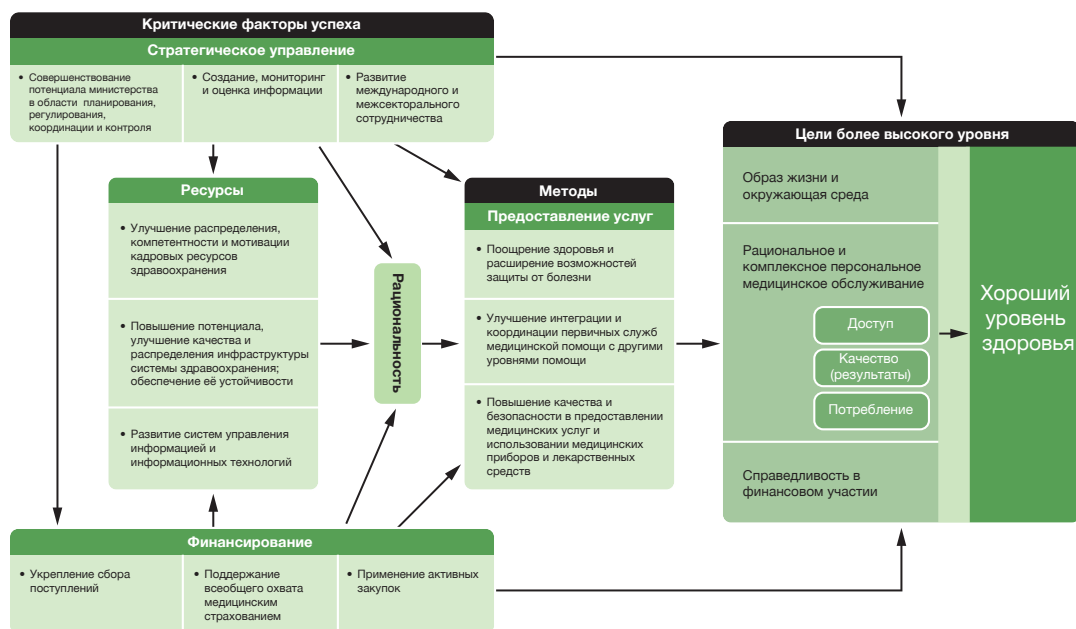 Критические факторы успеха
Стратегическое управление
• Совершенствование
потенциала министерства
в области планирования,
регулирования,
координации и контроля
• Создание, мониторинг
и оценка информации
• Развитие
международного и
межсекторального
сотрудничества
Ресурсы
• Улучшение распределения,
компетентности и мотивации
кадровых ресурсов
здравоохранения
• Повышение потенциала,
улучшение качества и
распределения инфраструктуры
системы здравоохранения;
обеспечение её устойчивости
• Развитие систем управления
информацией и
информационных технологий
Рациональность
Методы
Предоставление услуг
• Поощрение здоровья и
расширение возможностей
защиты от болезни
• Улучшение интеграции и
координации первичных служб
медицинской помощи с другими
уровнями помощи
• Повышение качества и
безопасности в предоставлении
медицинских услуг и
использовании медицинских
приборов и лекарственных
средств
Цели более высокого уровня
Образ жизни и
окружающая среда
Рациональное и
комплексное персональное
медицинское обслуживание
Доступ
Качество
(результаты)
Потребление
Справедливость в
финансовом участии
Хороший
уровень
здоровья
Финансирование
• Укрепление сбора
поступлений
• Поддержание
всеобщего охвата
медицинским
страхованием
• Применение активных
закупок